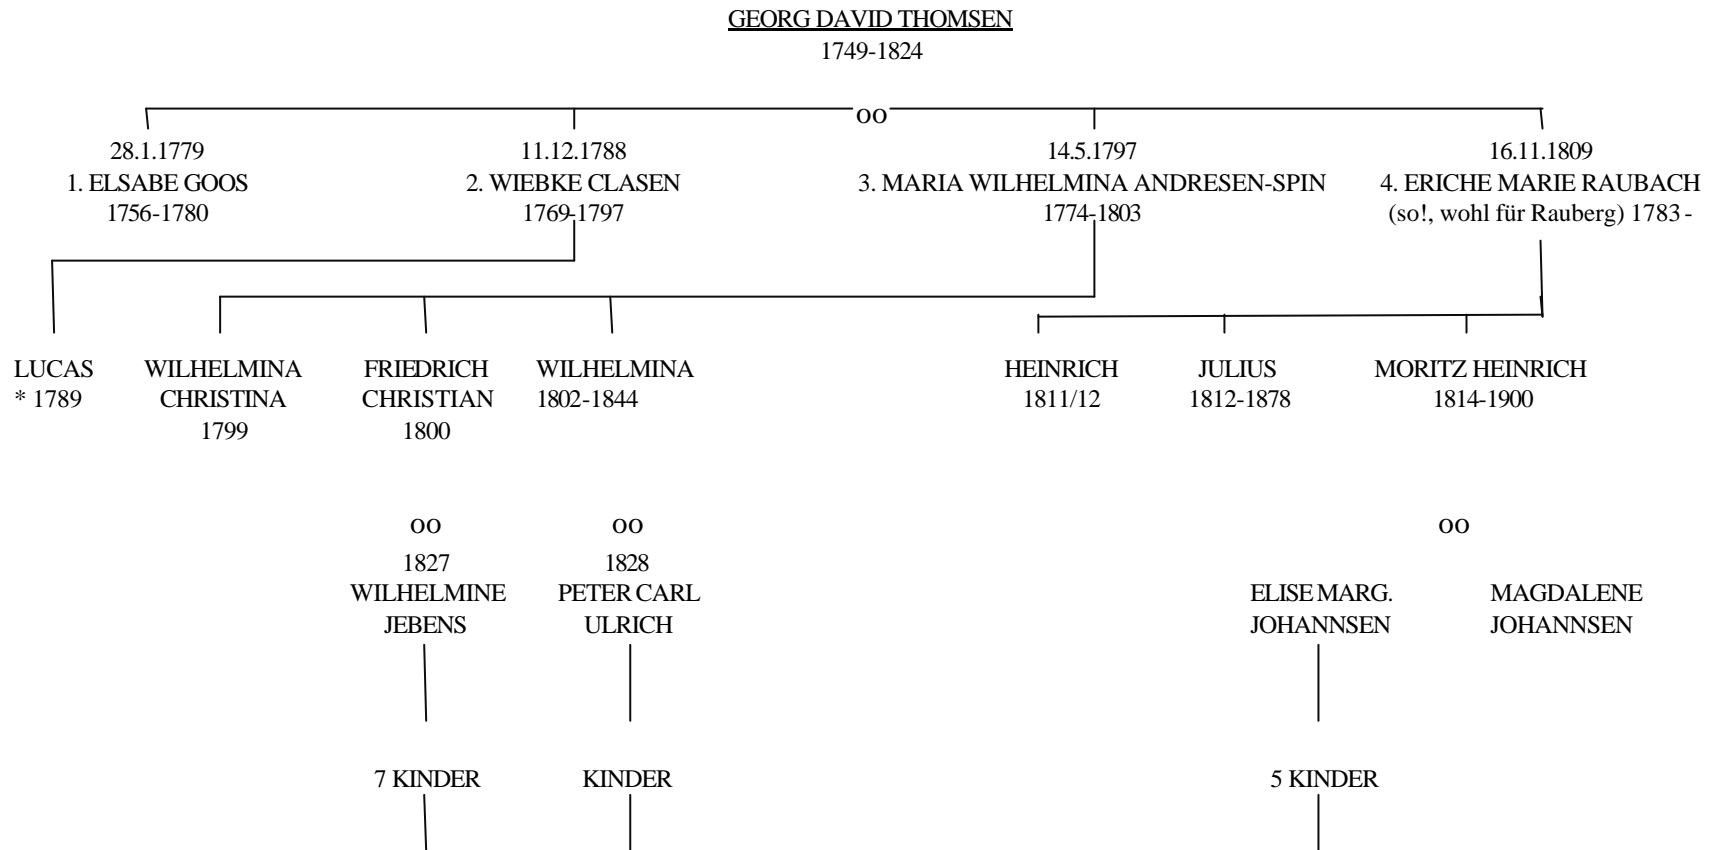 GEORG DAVID THOMSEN
1749-1824
oo
28.1.1779
1. ELSABE GOOS
1756-1780
11.12.1788
2. WIEBKE CLASEN
1769-1797
14.5.1797
3. MARIA WILHELMINA ANDRESEN-SPIN
1774-1803
16.11.1809
4. ERICHE MARIE RAUBACH
(so!, wohl für Rauberg) 1783 -
LUCAS
* 1789
WILHELMINA
CHRISTINA
1799
FRIEDRICH
CHRISTIAN
1800
WILHELMINA
1802-1844
HEINRICH
1811/12
JULIUS
1812-1878
MORITZ HEINRICH
1814-1900
oo
1827
WILHELMINE
JEBENS
oo
1828
PETER CARL
ULRICH
oo
ELISE MARG.
JOHANNSEN
MAGDALENE
JOHANNSEN
7 KINDER
KINDER
5 KINDER